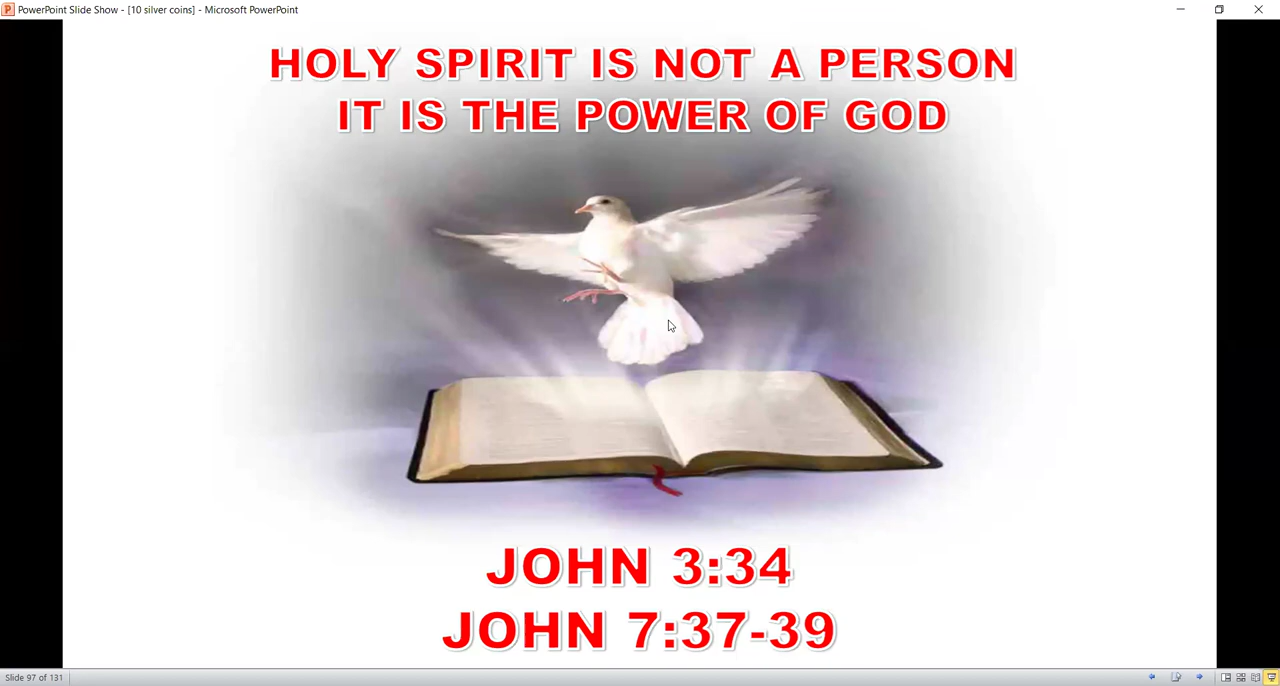 PowerPoint Slide Show - [10 silver coins] - Microsoft PowerPoint
HOLY SPIRIT IS NOT A PERSON
IT IS THE POWER OF GOD
JOHN 3:34
JOHN 7:37-39
Slide 97 of 131